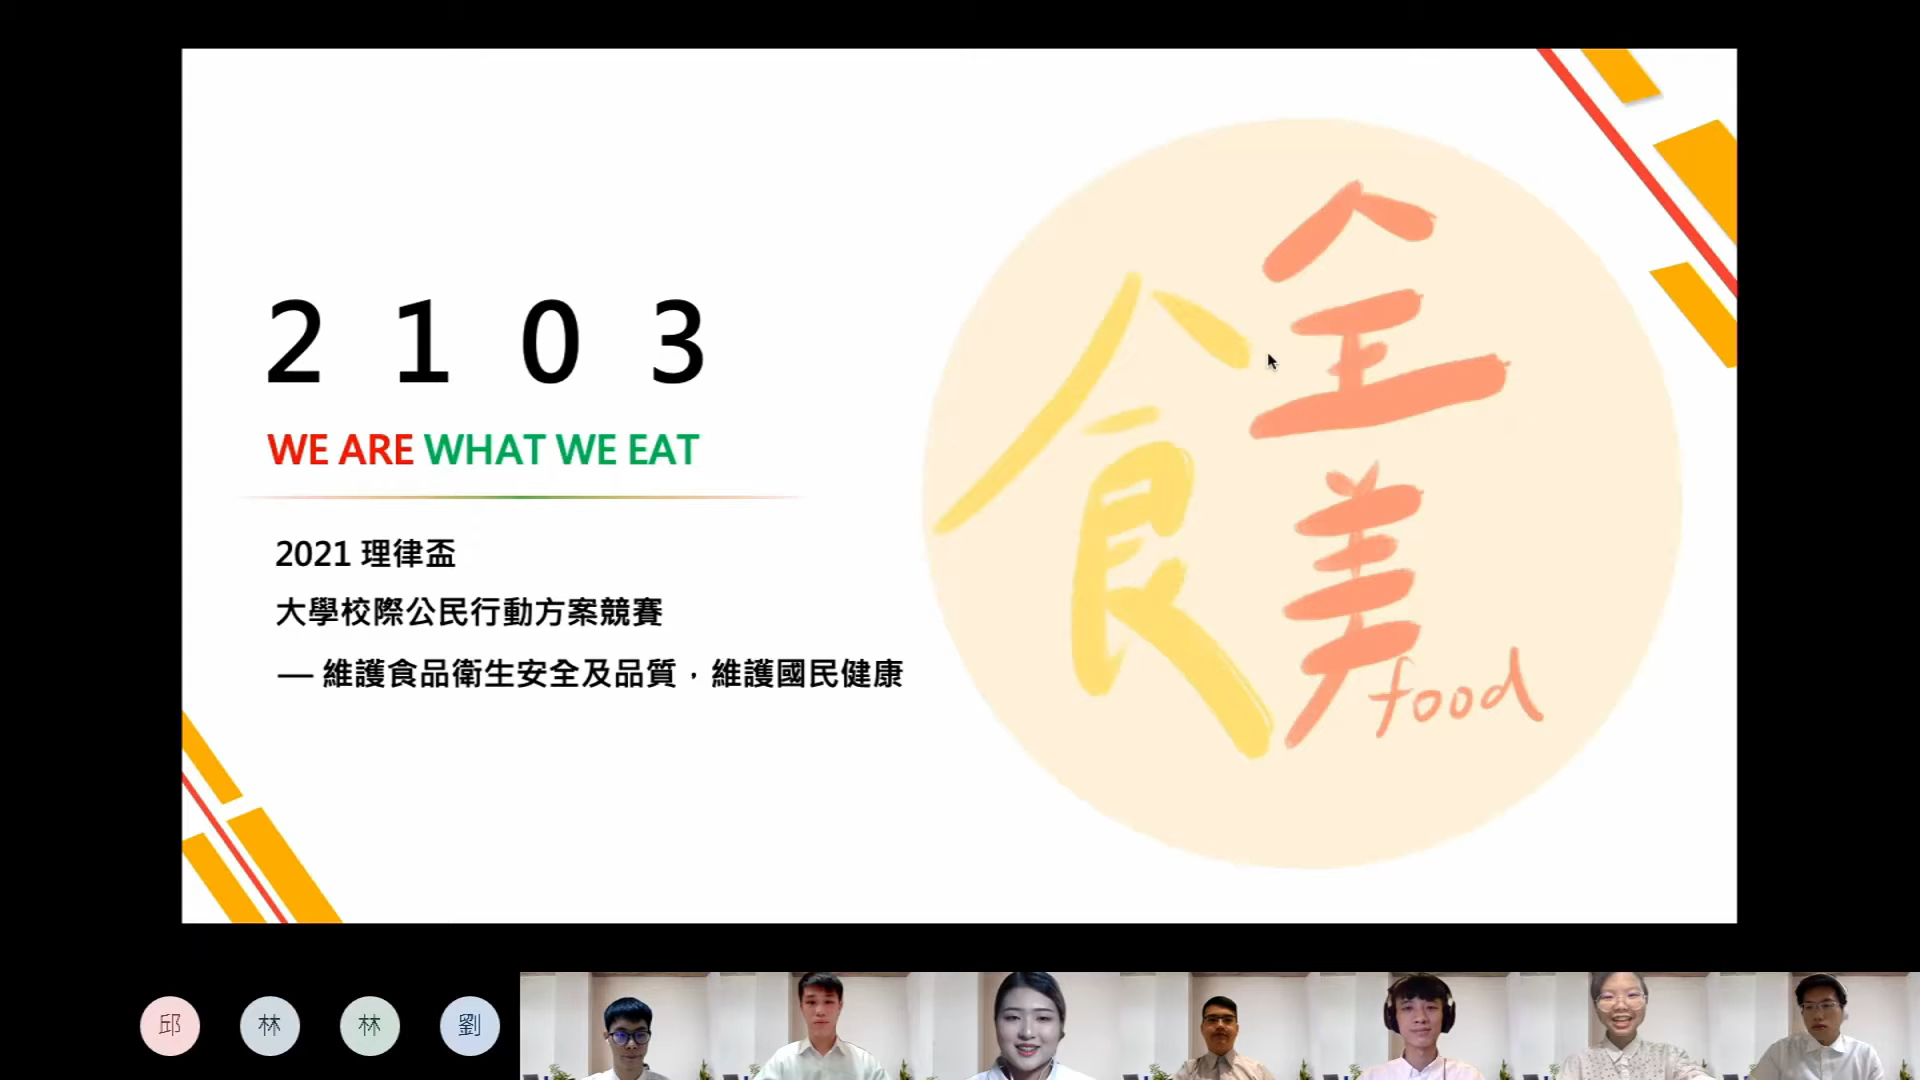 2 1 0 3
WE ARE WHAT WE EAT
2021 理律盃
大學校際公民行動方案競賽
— 維護食品衛生安全及品質，維護國民健康
食
全美
food
邱
林
林
劉